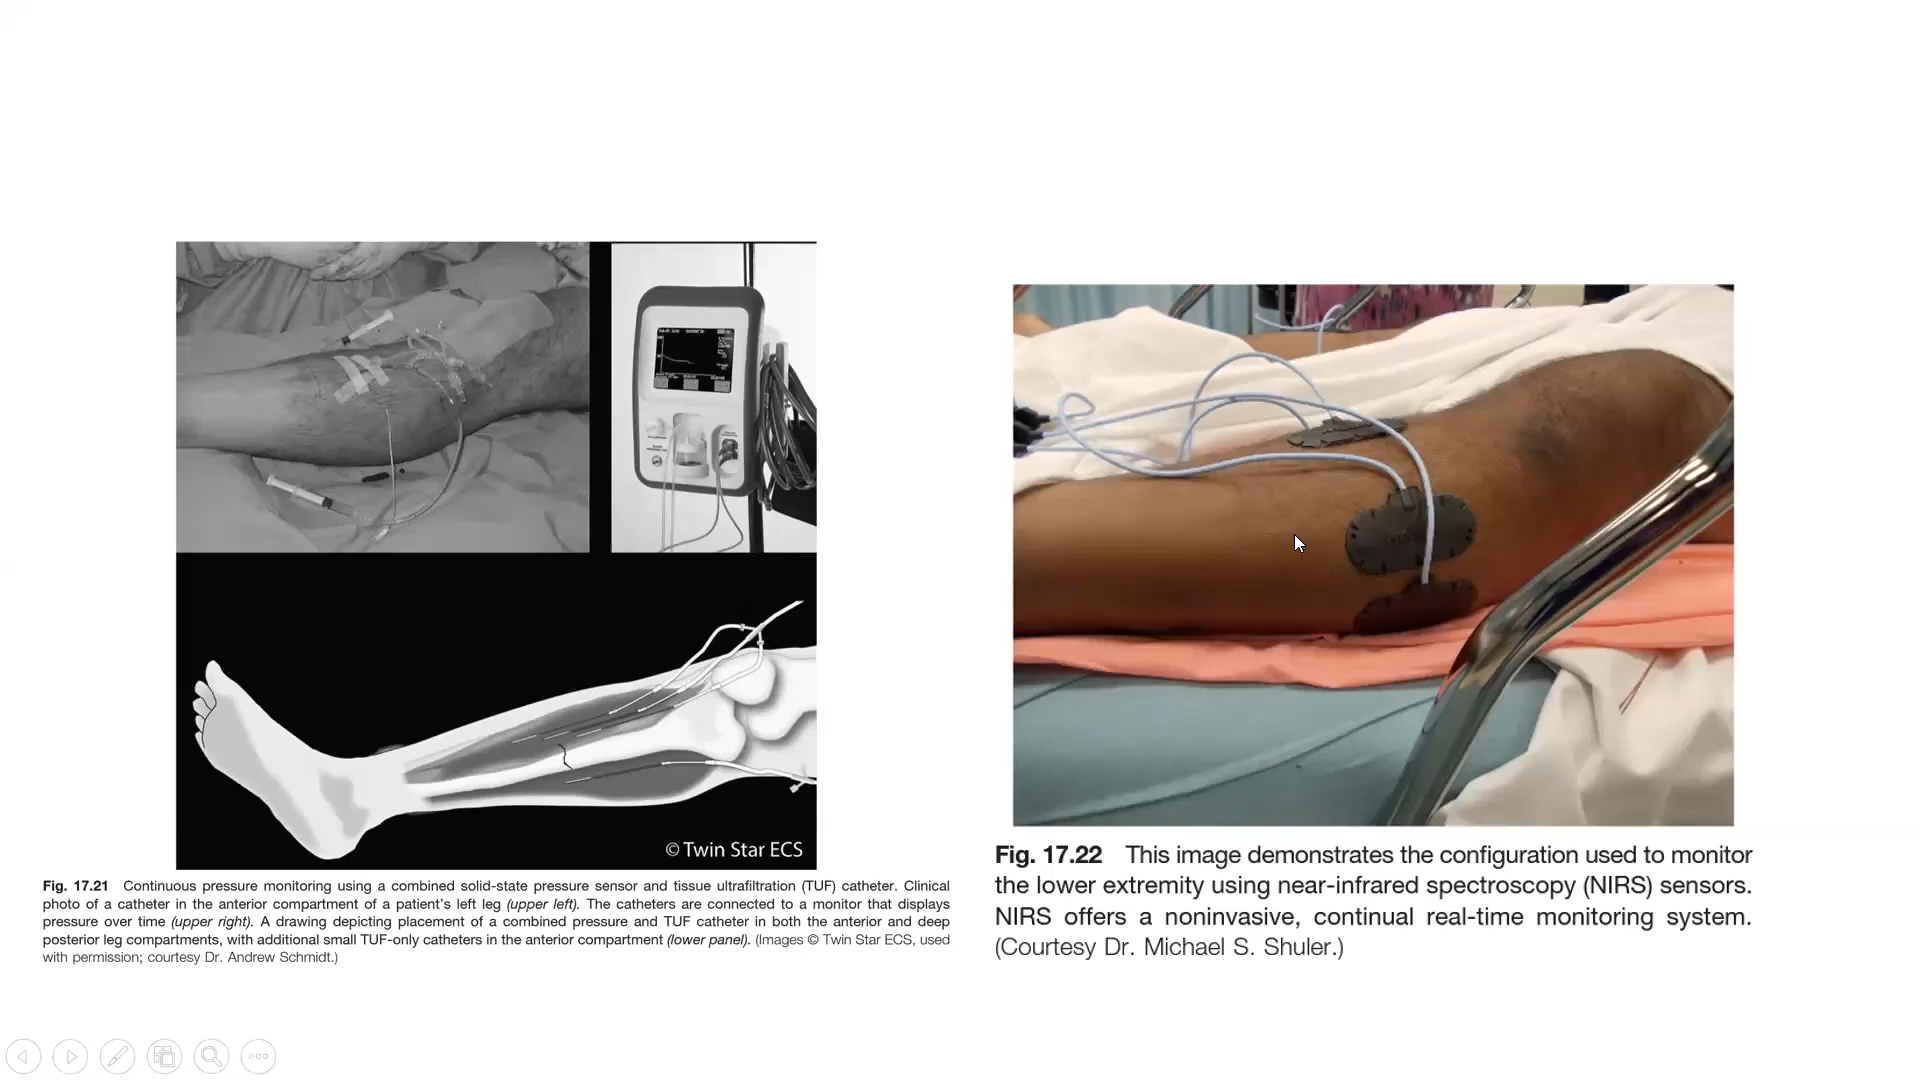 © Twin Star ECS
Fig. 17.21 Continuous pressure monitoring using a combined solid-state pressure sensor and tissue ultrafiltration (TUF) catheter. Clinical
photo of a catheter in the anterior compartment of a patient's left leg (upper left). The catheters are connected to a monitor that displays
pressure over time (upper right). A drawing depicting placement of a combined pressure and TUF catheter in both the anterior and deep
posterior leg compartments, with additional small TUF-only catheters in the anterior compartment (lower panel). (Images © Twin Star ECS, used
with permission; courtesy Dr. Andrew Schmidt.)
Fig. 17.22 This image demonstrates the configuration used to monitor
the lower extremity using near-infrared spectroscopy (NIRS) sensors.
NIRS offers a noninvasive, continual real-time monitoring system.
(Courtesy Dr. Michael S. Shuler.)